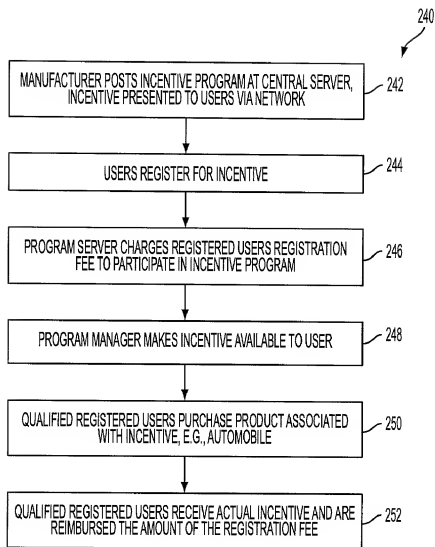 240
MANUFACTURER POSTS INCENTIVE PROGRAM AT CENTRAL SERVER,
INCENTIVE PRESENTED TO USERS VIA NETWORK
242
USERS REGISTER FOR INCENTIVE
244
PROGRAM SERVER CHARGES REGISTERED USERS REGISTRATION
FEE TO PARTICIPATE IN INCENTIVE PROGRAM
246
PROGRAM MANAGER MAKES INCENTIVE AVAILABLE TO USER
248
QUALIFIED REGISTERED USERS PURCHASE PRODUCT ASSOCIATED
WITH INCENTIVE, E.G., AUTOMOBILE
250
QUALIFIED REGISTERED USERS RECEIVE ACTUAL INCENTIVE AND ARE
REIMBURSED THE AMOUNT OF THE REGISTRATION FEE
252